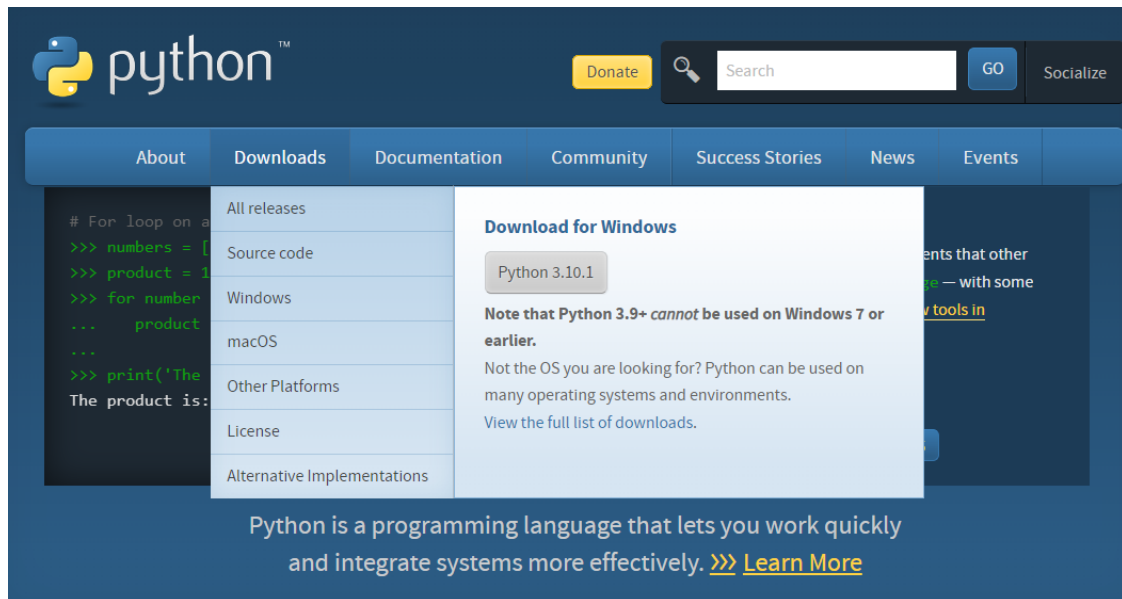 python™
Donate
Search
GO
Socialize
About
Downloads
Documentation
Community
Success Stories
News
Events
# For loop on a
>>> numbers = [
>>> product = 1
>>> for number
... product
...
>>> print('The
The product is:
All releases
Source code
Windows
macOS
Other Platforms
License
Alternative Implementations
Download for Windows
Python 3.10.1
Note that Python 3.9+ cannot be used on Windows 7 or
earlier.
Not the OS you are looking for? Python can be used on
many operating systems and environments.
View the full list of downloads.
that other
— with some
tools in
Python is a programming language that lets you work quickly
and integrate systems more effectively. >>> Learn More